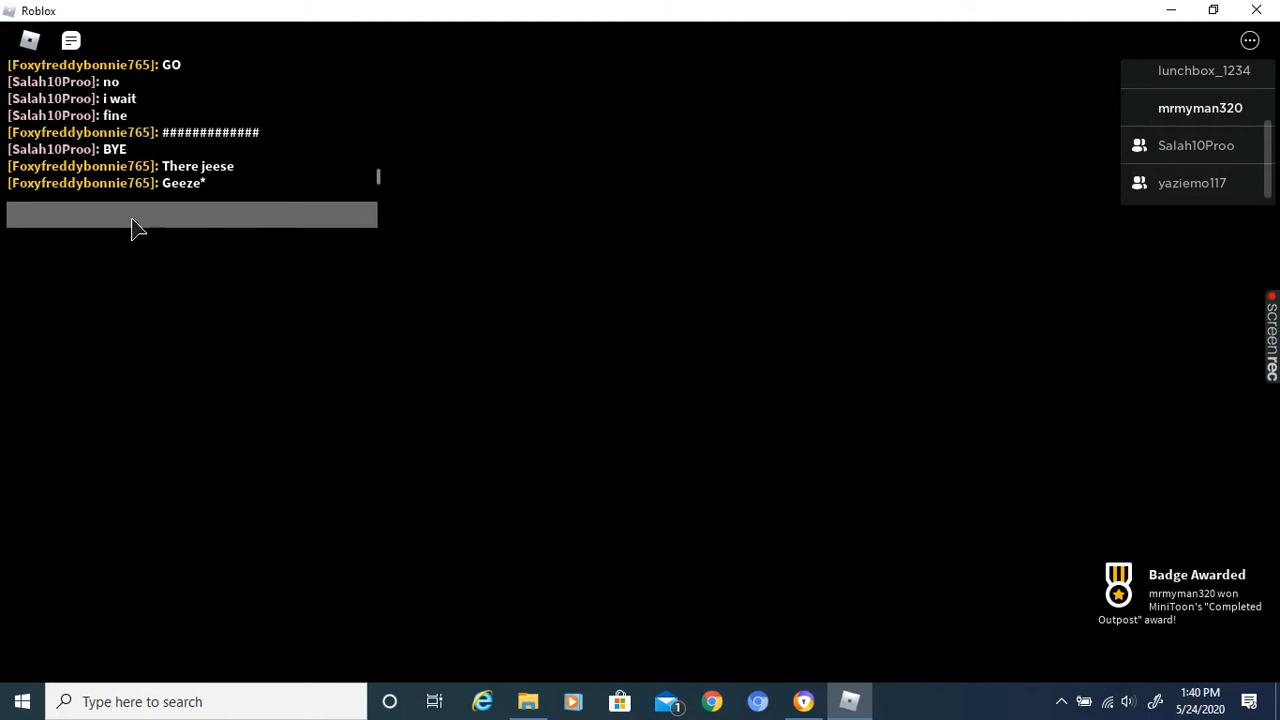 Roblox
[Foxyfreddybonnie765]: GO
[Salah10Proo]: no
[Salah10Proo]: i wait
[Salah10Proo]: fine
[Foxyfreddybonnie765]: #############
[Salah10Proo]: BYE
[Foxyfreddybonnie765]: There jeese
[Foxyfreddybonnie765]: Geeze*
lunchbox_1234
mrmyman320
Salah10Proo
yaziemo117
screenrec
Badge Awarded
mrmyman320 won
MiniToon's "Completed
Outpost" award!
Type here to search
1
1:40 PM
5/24/2020